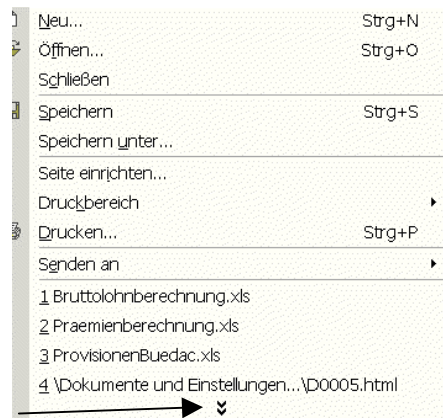 Neu... Strg+N
Öffnen... Strg+O
Schließen
Speichern Strg+S
Speichern unter...
Seite einrichten...
Druckbereich
Drucken... Strg+P
Senden an
1 Bruttolohnberechnung.xls
2 Praemienberechnung.xls
3 ProvisionenBuedac.xls
4 \Dokumente und Einstellungen...\D0005.html